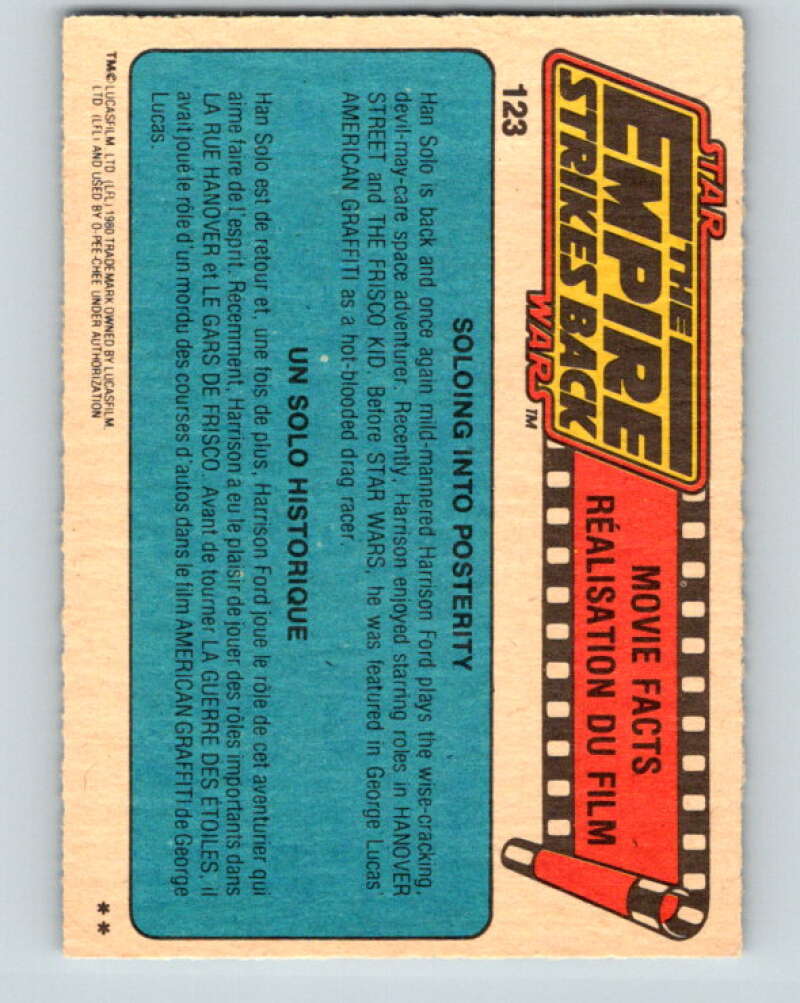 STAR
THE
EMPIRE
STRIKES BACK
WARS™
MOVIE FACTS
RÉALISATION DU FILM
123
SOLOING INTO POSTERITY
Han Solo is back and once again mild-mannered Harrison Ford plays the wise-cracking,
devil-may-care space adventurer. Recently, Harrison enjoyed starring roles in HANOVER
STREET and THE FRISCO KID. Before STAR WARS, he was featured in George Lucas'
AMERICAN GRAFFITI as a hot-blooded drag racer.
UN SOLO HISTORIQUE
Han Solo est de retour et, une fois de plus, Harrison Ford joue le rôle de cet aventurier qui
aime faire de l'esprit. Récemment, Harrison a eu le plaisir de jouer des rôles importants dans
LA RUE HANOVER et LE GARS DE FRISCO. Avant de tourner LA GUERRE DES ÉTOILES, il
avait joué le rôle d'un mordu des courses d'autos dans le film AMERICAN GRAFFITI de George
Lucas.
TM© LUCASFILM, LTD. (LFL) 1980 TRADEMARK OWNED BY LUCASFILM,
LTD. (LFL) AND USED BY O-PEE-CHEE UNDER AUTHORIZATION
**